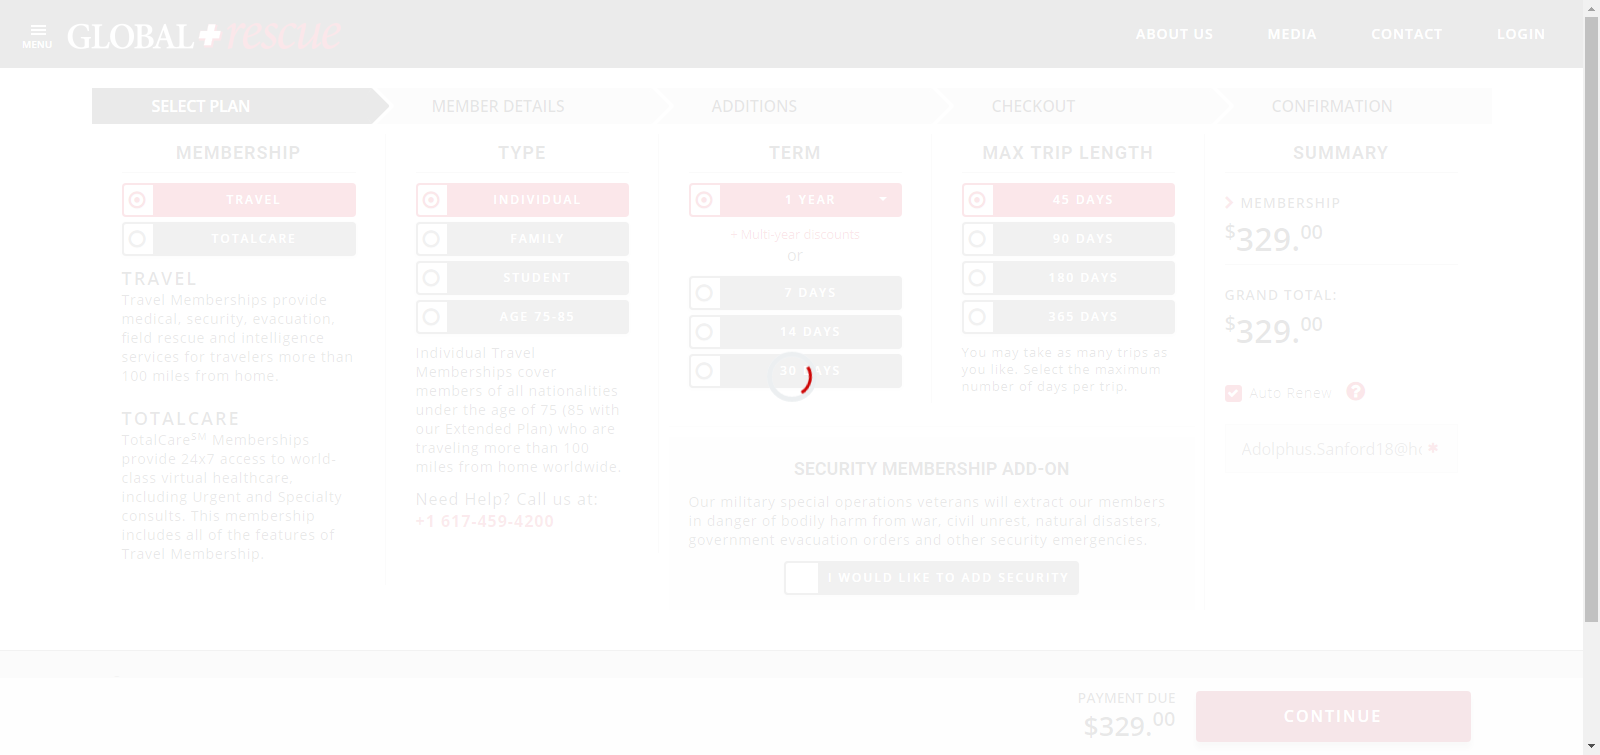 MENU
GLOBAL rescue
ABOUT US
MEDIA
CONTACT
LOGIN
SELECT PLAN
MEMBER DETAILS
ADDITIONS
CHECKOUT
CONFIRMATION
MEMBERSHIP
TRAVEL
TOTALCARE
TRAVEL
Travel Memberships provide
medical, security, evacuation,
field rescue and intelligence
services for travelers more than
100 miles from home.
TOTALCARE
TotalCareSM Memberships
provide 24x7 access to world-
class virtual healthcare,
including Urgent and Specialty
consults. This membership
includes all of the features of
Travel Membership.
TYPE
INDIVIDUAL
FAMILY
STUDENT
AGE 75-85
Individual Travel
Memberships cover
members of all nationalities
under the age of 75 (85 with
our Extended Plan) who are
traveling more than 100
miles from home worldwide.
Need Help? Call us at:
+1 617-459-4200
TERM
1 YEAR
- Multi-year discounts
or
7 DAYS
14 DAYS
30 DAYS
MAX TRIP LENGTH
45 DAYS
90 DAYS
180 DAYS
365 DAYS
You may take as many trips as
you like. Select the maximum
number of days per trip.
SECURITY MEMBERSHIP ADD-ON
Our military special operations veterans will extract our members
in danger of bodily harm from war, civil unrest, natural disasters,
government evacuation orders and other security emergencies.
I WOULD LIKE TO ADD SECURITY
SUMMARY
MEMBERSHIP
$329.00
GRAND TOTAL:
$329.00
Auto Renew ?
Adolphus.Sanford18@ho *
PAYMENT DUE
$329.00
CONTINUE